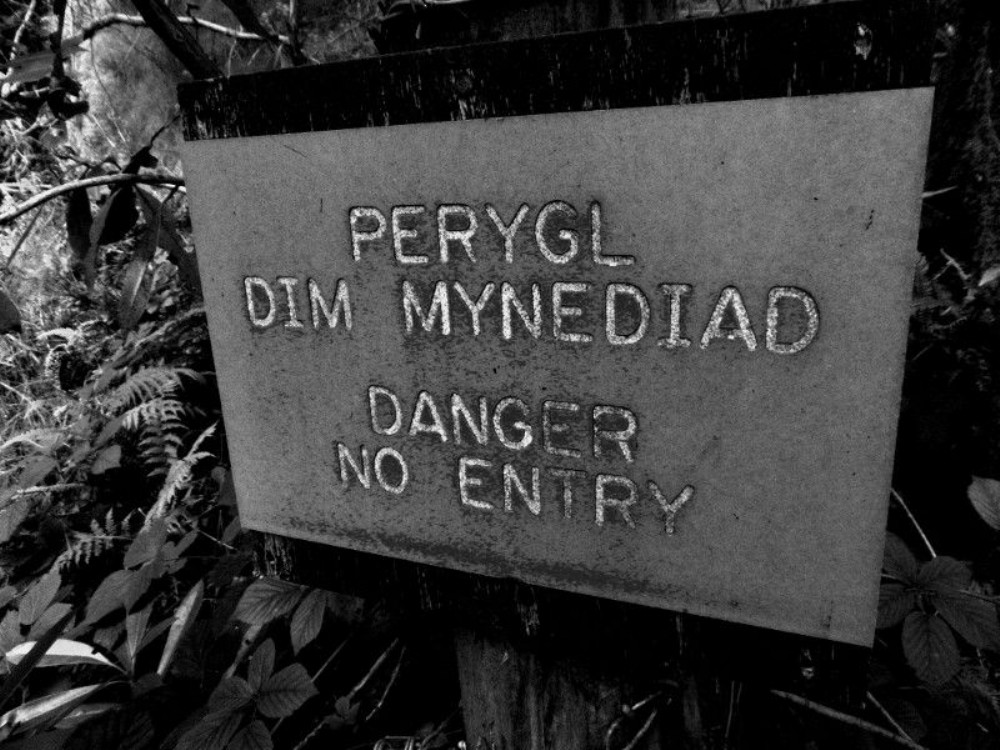 PERYGL
DIM MYNEDIAD
DANGER
NO ENTRY